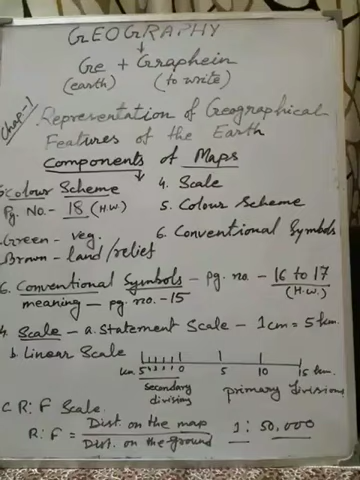 GEOGRAPHY
↓
Ge + Graphein
(earth) (to write)
Chap-1
Representation of Geographical
Features of the Earth
Components of Maps
↓
Colour Scheme
4. Scale
Pg. No.- 18 (H.W.)
5. Colour Scheme
Green - veg.
6. Conventional Symbols
Brown - land/relief
6. Conventional Symbols - pg. no. - 16 to 17
(H.W.)
meaning - pg. no. - 15
4. Scale - a. Statement Scale - 1cm = 5 km.
b. Linear Scale
km 5 0 5 10 15 km.
secondary division
primary divisions
C. R: F Scale.
R: F = Dist. on the map
Dist. on the ground
1: 50,000